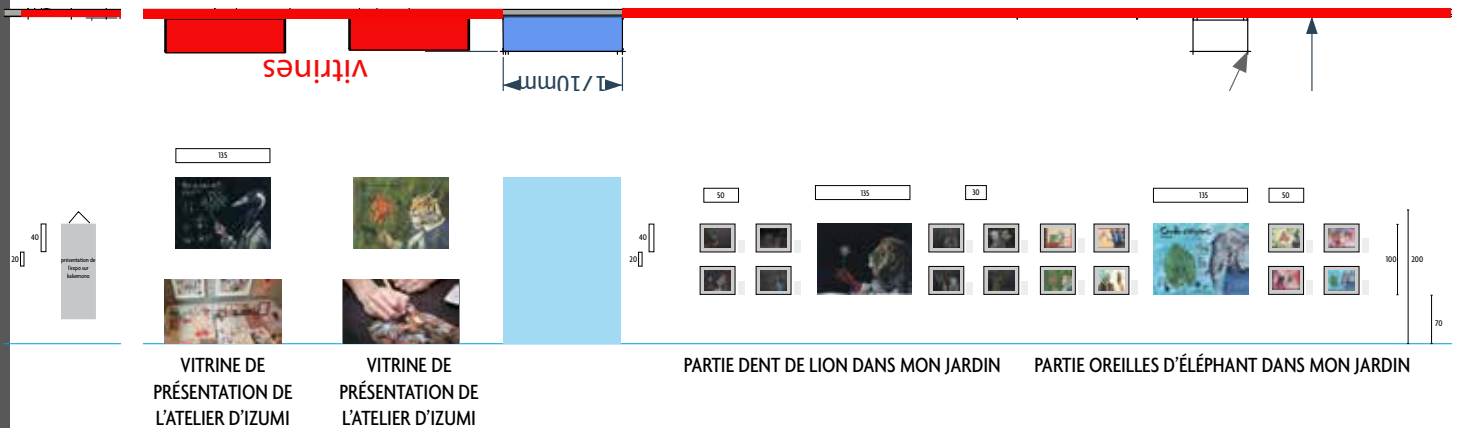 vitrines
1/10mm
135
50
135
30
135
50
40
20
présentation de
l'expo sur
kakemono
40
20
100
200
70
VITRINE DE
PRÉSENTATION DE
L'ATELIER D'IZUMI
VITRINE DE
PRÉSENTATION DE
L'ATELIER D'IZUMI
PARTIE DENT DE LION DANS MON JARDIN
PARTIE OREILLES D'ÉLÉPHANT DANS MON JARDIN